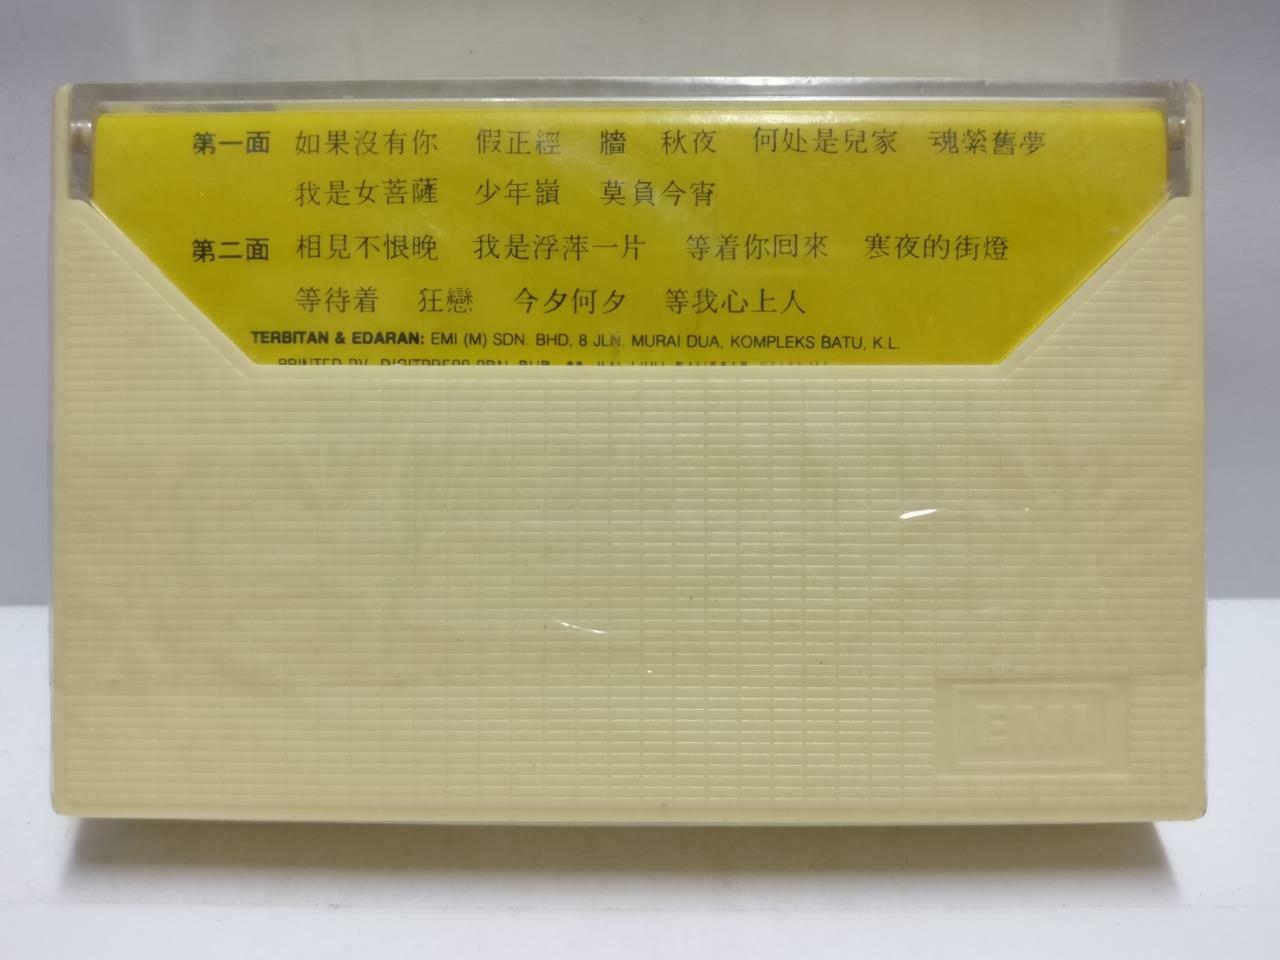 第一面 如果沒有你 假正經 牆 秋夜 何处是兒家 魂縈舊夢
我是女菩薩 少年嶺 莫負今宵
第二面 相見不恨晚 我是浮萍一片 等着你回來 寒夜的街燈
等待着 狂戀 今夕何夕 等我心上人
TERBITAN & EDARAN: EMI (M) SDN. BHD, 8 JLN. MURAI DUA, KOMPLEKS BATU, K.L.
PRINTED BY
EMI